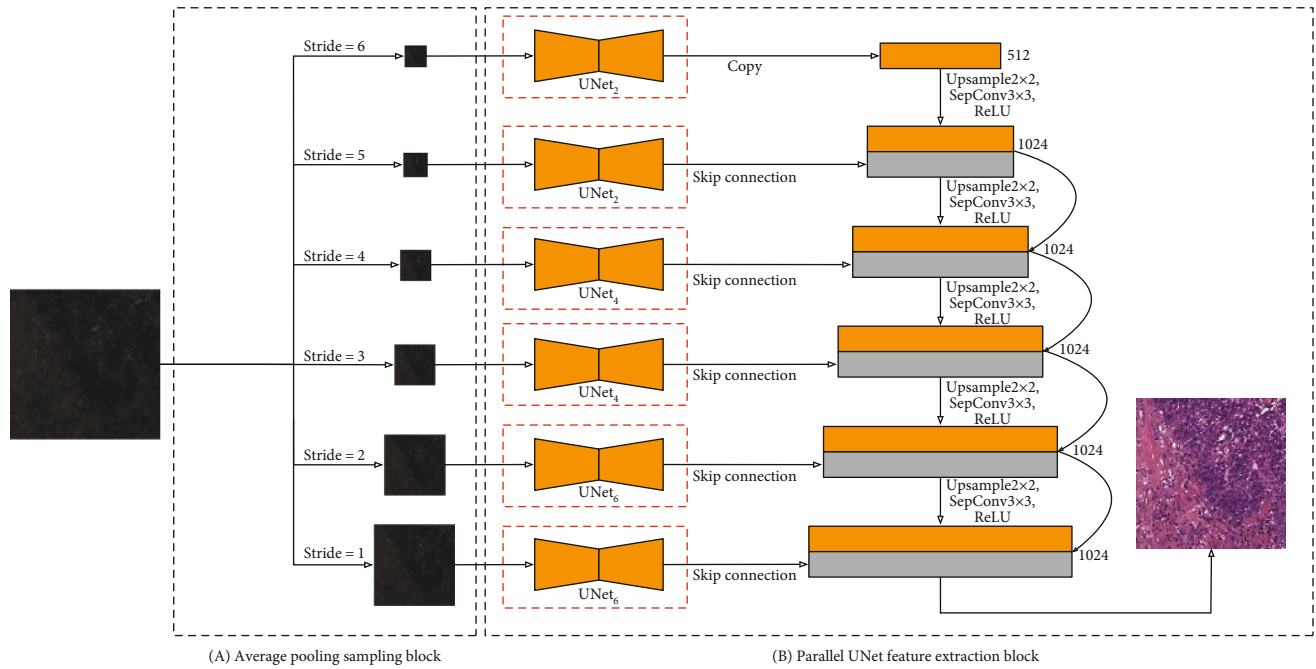 Stride = 6
UNet₂
Copy
512
Upsample2×2,
SepConv3×3,
ReLU
Stride = 5
UNet₂
Skip connection
1024
Upsample2×2,
SepConv3×3,
ReLU
Stride = 4
UNet₄
Skip connection
1024
Upsample2×2,
SepConv3×3,
ReLU
Stride = 3
UNet₄
Skip connection
1024
Upsample2×2,
SepConv3×3,
ReLU
Stride = 2
UNet₆
Skip connection
1024
Upsample2×2,
SepConv3×3,
ReLU
Stride = 1
UNet₆
Skip connection
1024
(A) Average pooling sampling block
(B) Parallel UNet feature extraction block